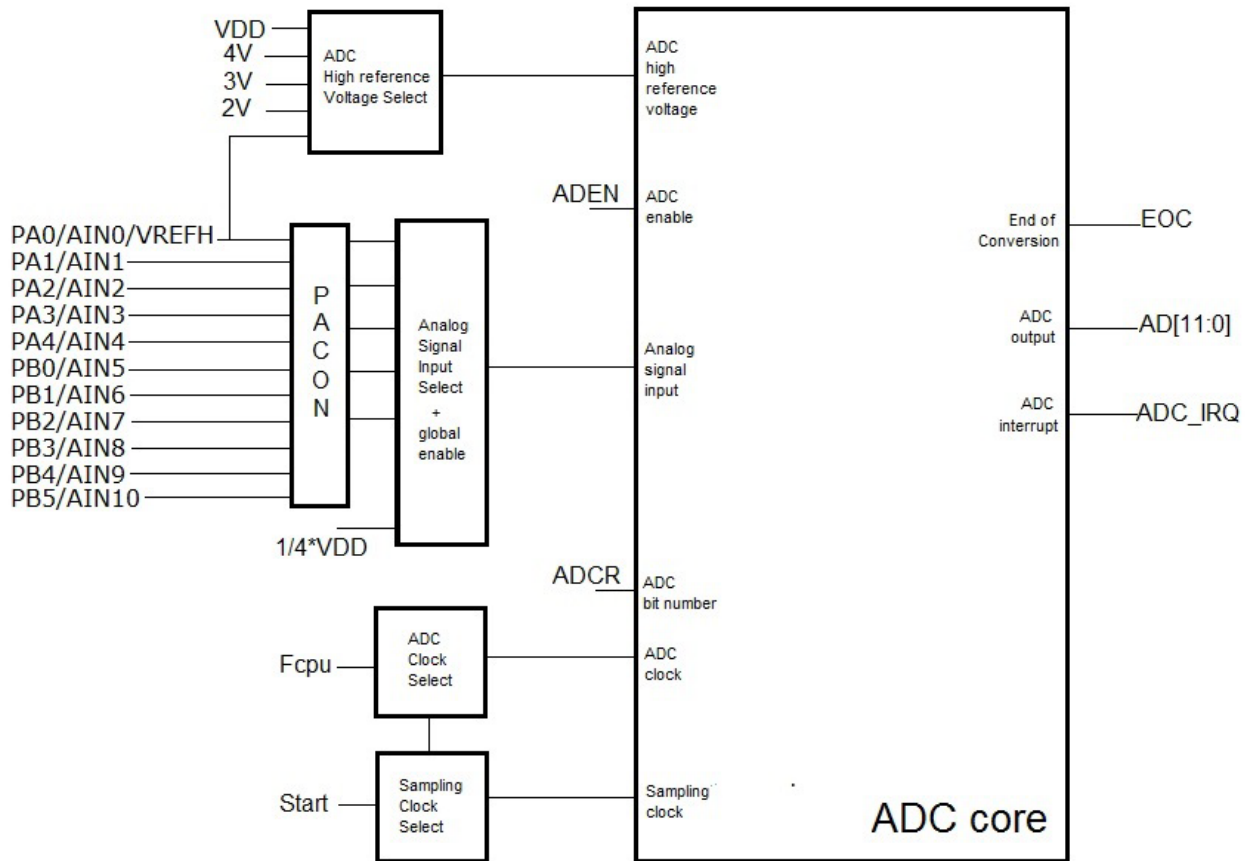 VDD
4V
3V
2V
ADC
High reference
Voltage Select
ADC
high
reference
voltage
ADEN
ADC
enable
PA0/AIN0/VREFH
PA1/AIN1
PA2/AIN2
PA3/AIN3
PA4/AIN4
PB0/AIN5
PB1/AIN6
PB2/AIN7
PB3/AIN8
PB4/AIN9
PB5/AIN10
P
A
C
O
N
Analog
Signal
Input
Select
+
global
enable
1/4*VDD
Analog
signal
input
End of
Conversion
EOC
ADC
output
AD[11:0]
ADC
interrupt
ADC_IRQ
ADCR
ADC
bit number
Fcpu
ADC
Clock
Select
ADC
clock
Start
Sampling
Clock
Select
Sampling
clock
ADC core